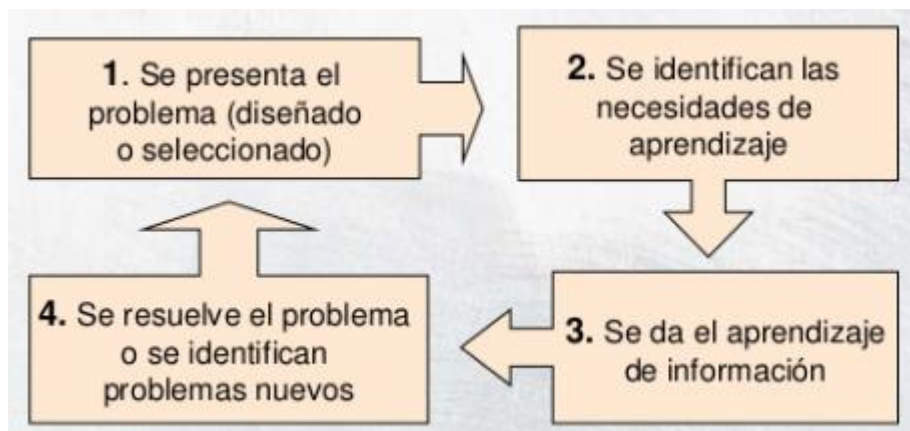 1. Se presenta el
problema (diseñado
o seleccionado)
2. Se identifican las
necesidades de
aprendizaje
3. Se da el aprendizaje
de información
4. Se resuelve el problema
o se identifican
problemas nuevos